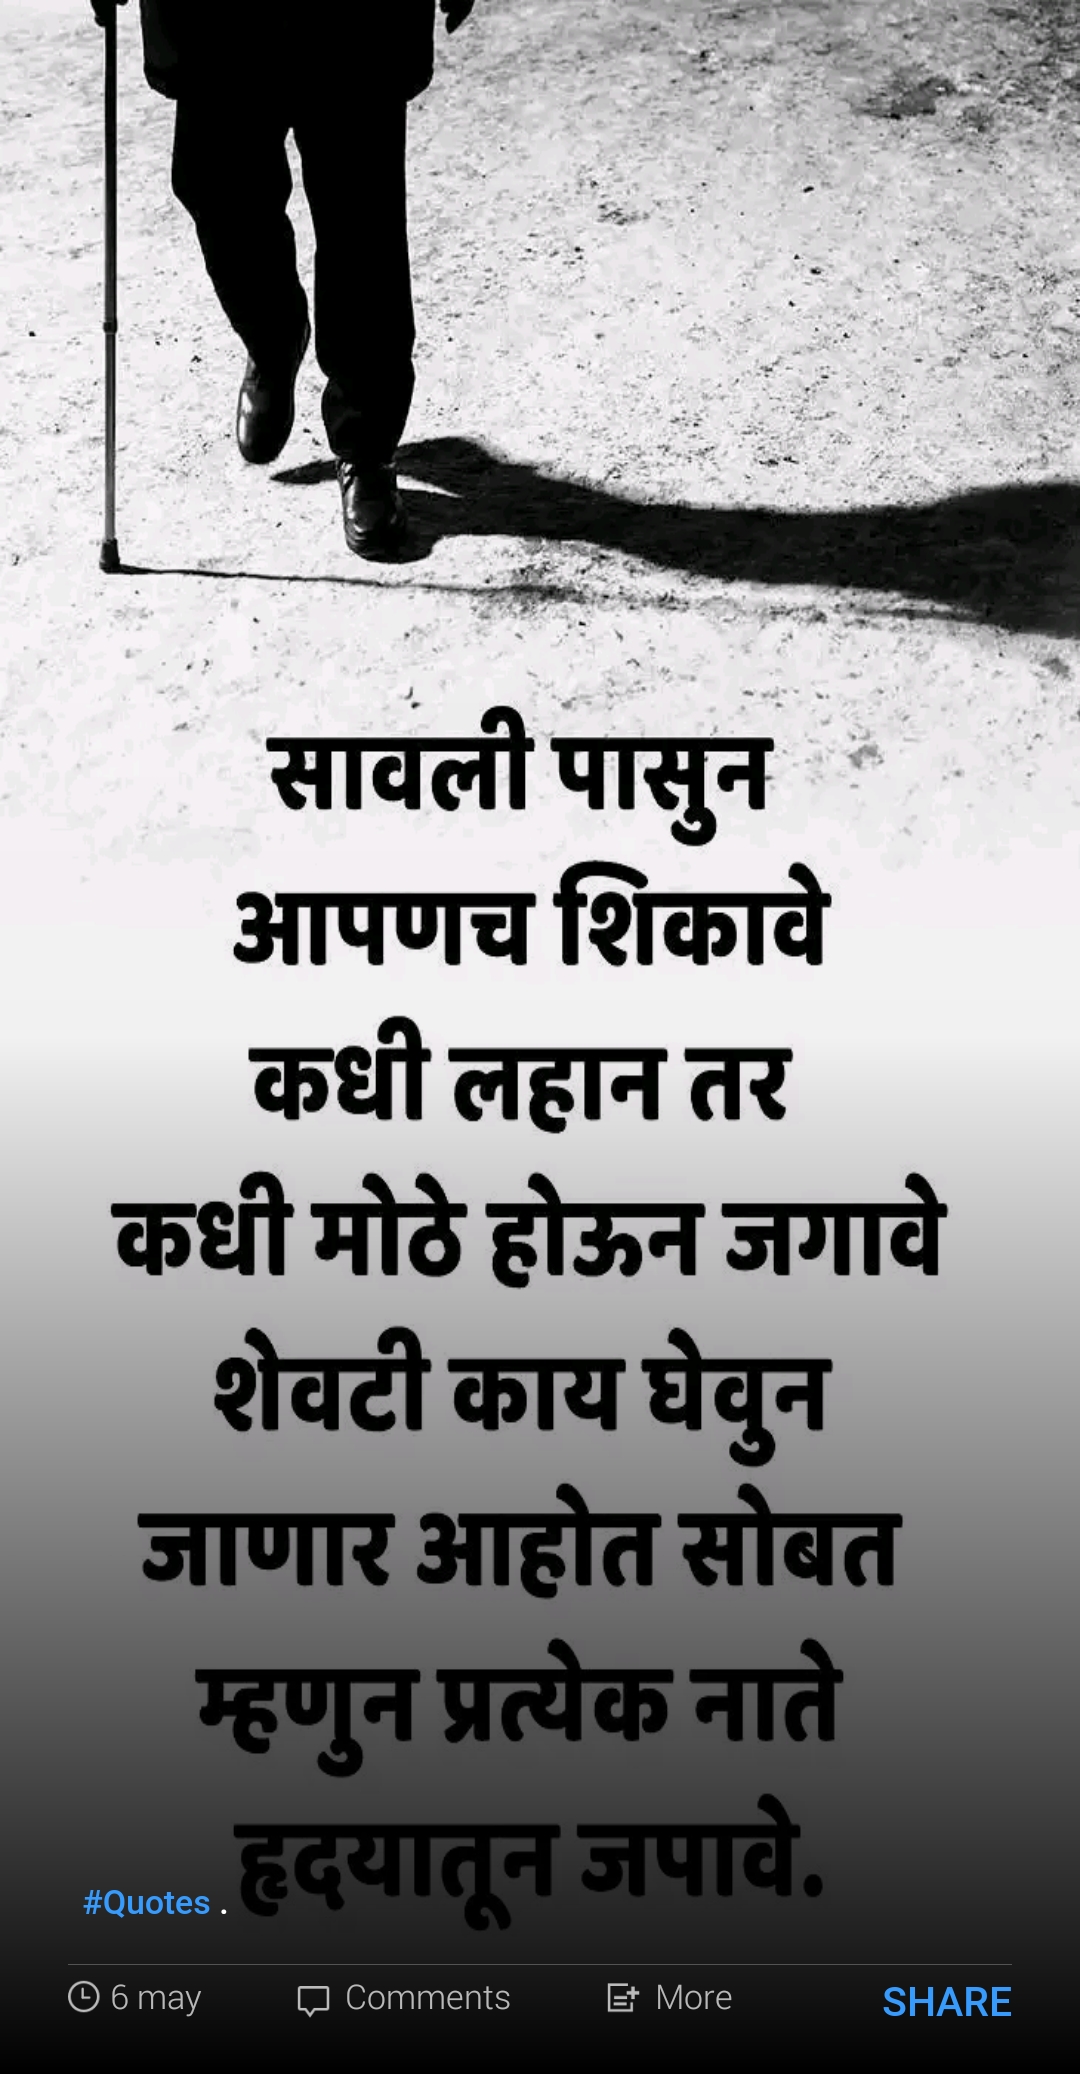 सावली पासुन
आपणच शिकावे
कधी लहान तर
कधी मोठे होऊन जगावे
शेवटी काय घेवुन
जाणार आहोत सोबत
म्हणुन प्रत्येक नाते
हृदयातून जपावे.
#Quotes .
6 may Comments More SHARE